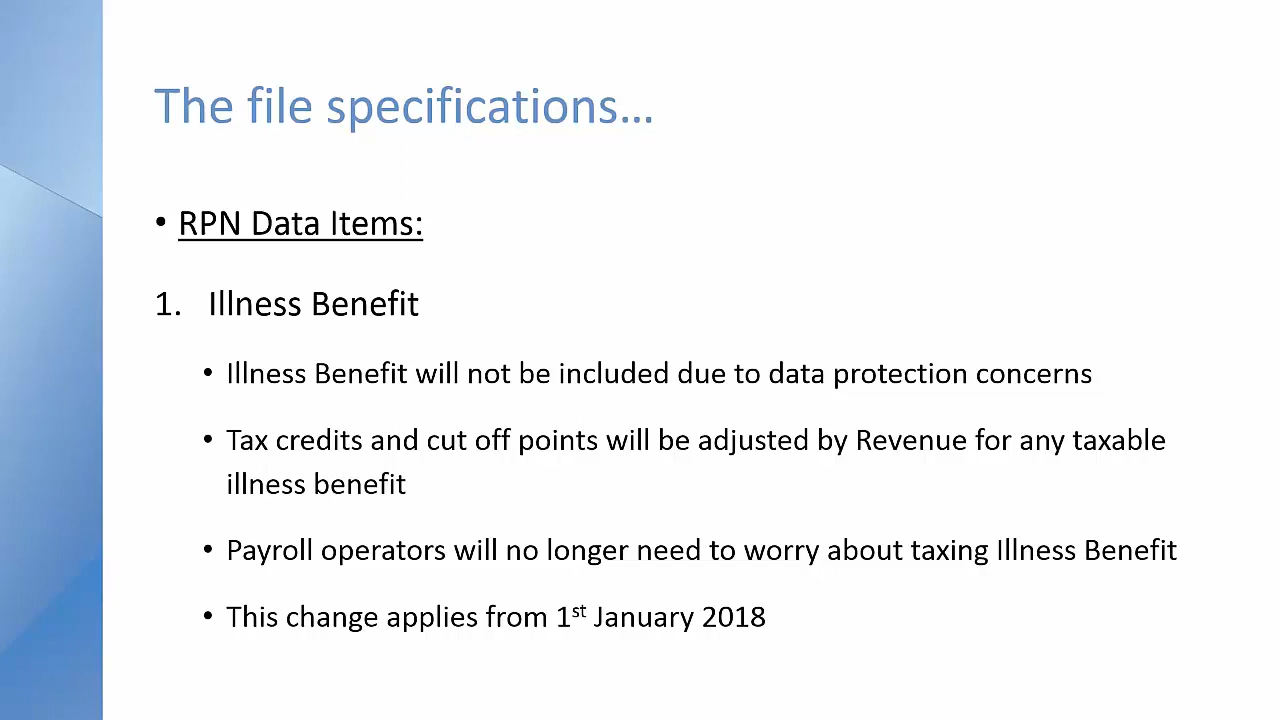 The file specifications…
• RPN Data Items:
1. Illness Benefit
• Illness Benefit will not be included due to data protection concerns
• Tax credits and cut off points will be adjusted by Revenue for any taxable
illness benefit
• Payroll operators will no longer need to worry about taxing Illness Benefit
• This change applies from 1st January 2018